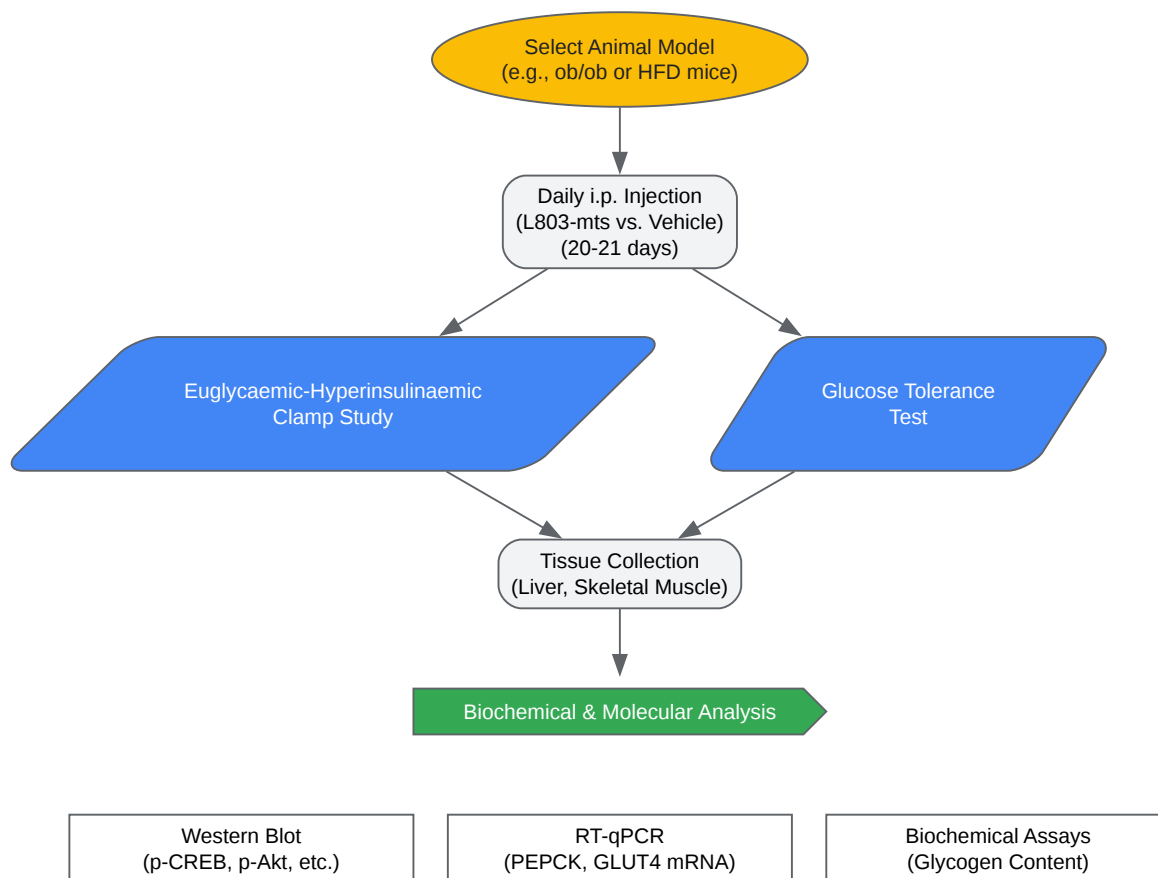 Select Animal Model
(e.g., ob/ob or HFD mice)
Daily i.p. Injection
(L803-mts vs. Vehicle)
(20-21 days)
Euglycaemic-Hyperinsulinaemic
Clamp Study
Glucose Tolerance
Test
Tissue Collection
(Liver, Skeletal Muscle)
Biochemical & Molecular Analysis
Western Blot
(p-CREB, p-Akt, etc.)
RT-qPCR
(PEPCK, GLUT4 mRNA)
Biochemical Assays
(Glycogen Content)